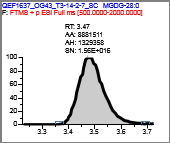 QEF1637_OG43_T3-14-2-7_SC MGDG-28:0
F: FTMS + p ESI Full ms [500.0000-2000.0000]
RT: 3.47
AA: 8881511
AH: 1329358
SN: 1.56E+016
100
80
60
40
20
0
3.3 3.4 3.5 3.6 3.7